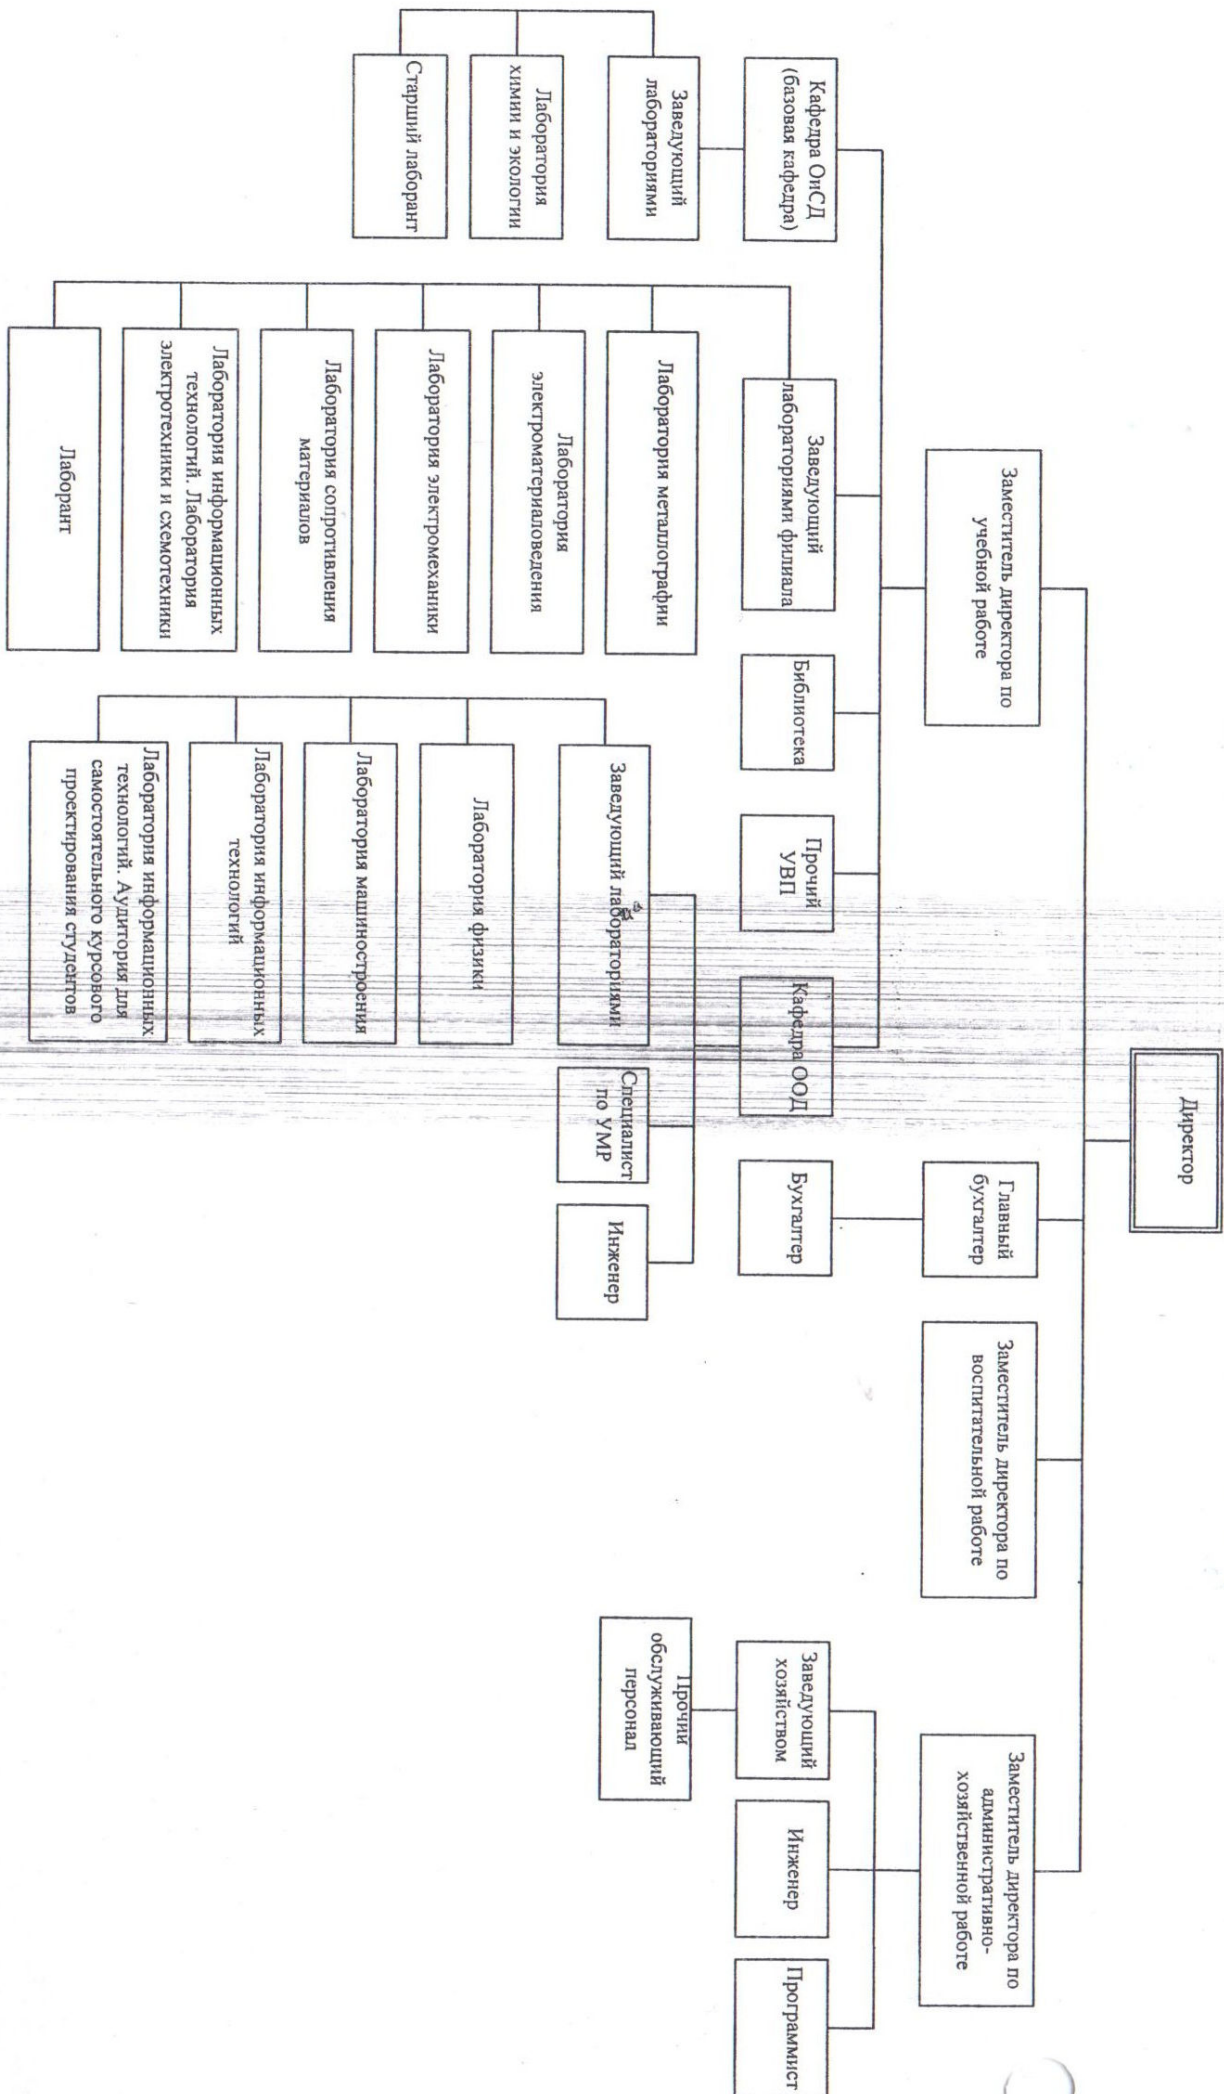 Директор
Заместитель директора по
учебной работе
Главный
бухгалтер
Заместитель директора по
воспитательной работе
Заместитель директора по
административно-
хозяйственной работе
Кафедра ОиСД
(базовая кафедра)
Заведующий
лабораториями филиала
Библиотека
Прочий
УВП
Кафедра ООД
Бухгалтер
Заведующий
хозяйством
Инженер
Программист
Заведующий
лабораториями
Лаборатория
химии и экологии
Старший лаборант
Лаборатория металлографии
Лаборатория
электроматериаловедения
Лаборатория электромеханики
Лаборатория сопротивления
материалов
Лаборатория информационных
технологий. Лаборатория
электротехники и схемотехники
Лаборант
Заведующий лабораториями
Лаборатория физики
Лаборатория машиностроения
Лаборатория информационных
технологий
Лаборатория информационных
технологий. Аудитория для
самостоятельного курсового
проектирования студентов
Специалист
по УМР
Инженер
Прочий
обслуживающий
персонал